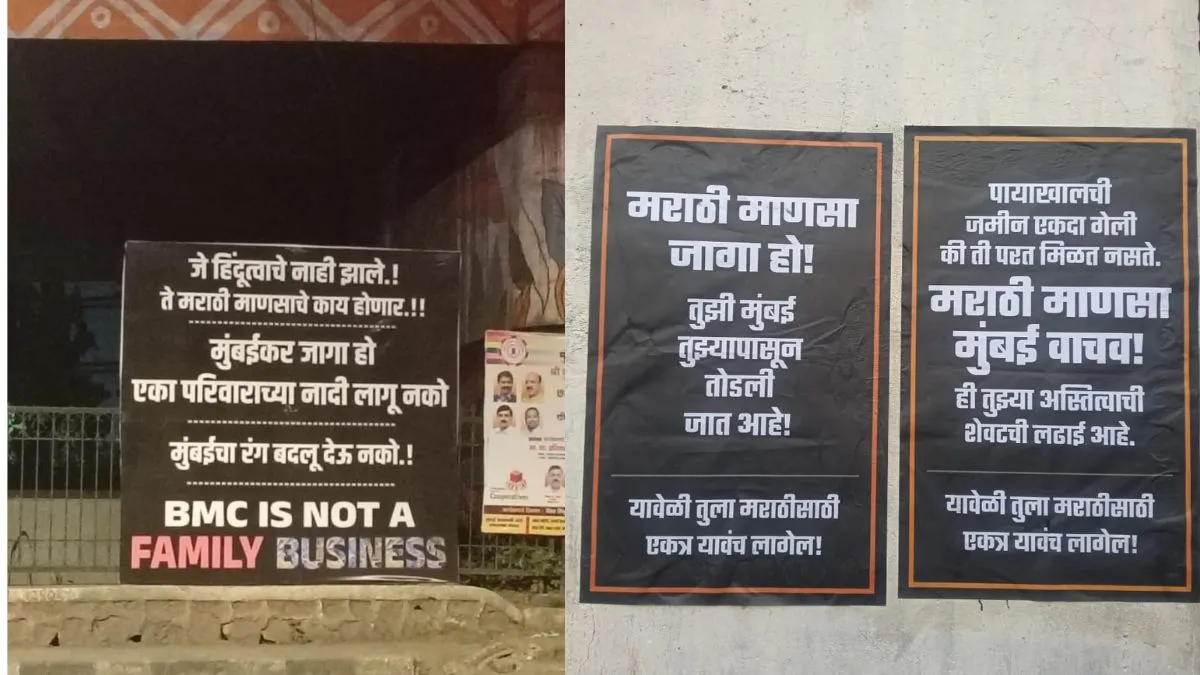 जे हिंदूत्वाचे नाही झाले.!
ते मराठी माणसाचे काय होणार.!!
मुंबईकर जागा हो
एका परिवाराच्या नादी लागू नको
मुंबईचा रंग बदलू देऊ नको.!
BMC IS NOT A
FAMILY BUSINESS
Cooperatives
मराठी माणसा
जागा हो!
तुझी मुंबई
तुझ्यापासून
तोडली
जात आहे!
यावेळी तुला मराठीसाठी
एकत्र यावंच लागेल!
पायाखालची
जमीन एकदा गेली
की ती परत मिळत नसते.
मराठी माणसा
मुंबई वाचव!
ही तुझ्या अस्तित्वाची
शेवटची लढाई आहे.
यावेळी तुला मराठीसाठी
एकत्र यावंच लागेल!